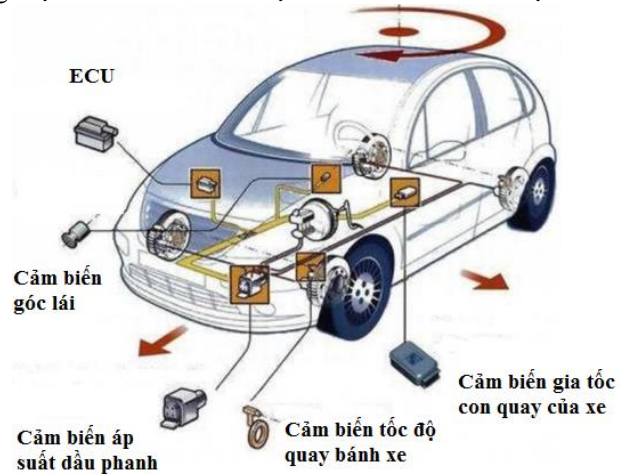 ECU
Cảm biến
góc lái
Cảm biến áp
suất dầu phanh
Cảm biến tốc độ
quay bánh xe
Cảm biến gia tốc
con quay của xe